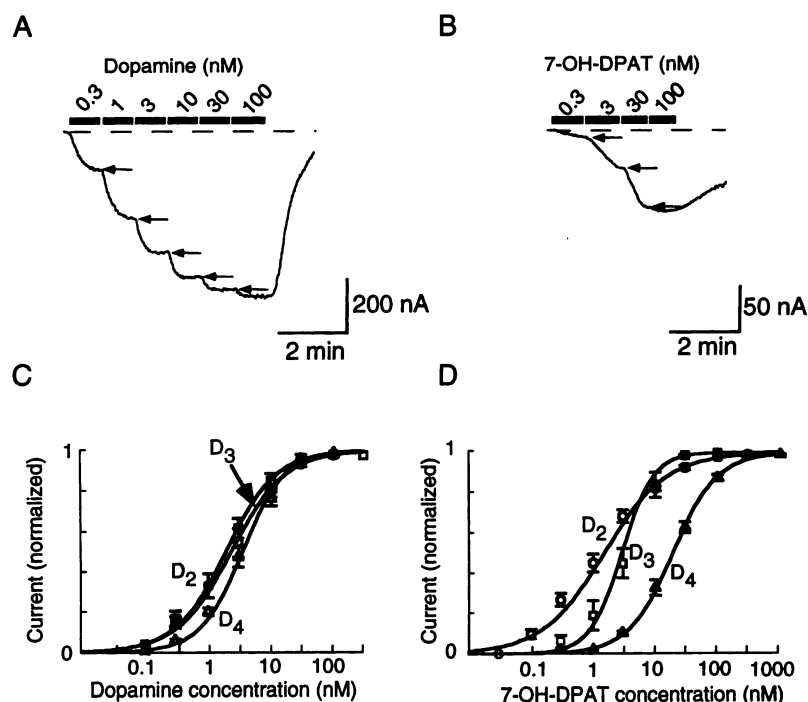 A
Dopamine (nM)
0.3 1 3 10 30 100
200 nA
2 min
B
7-OH-DPAT (nM)
0.3 3 30 100
50 nA
2 min
C
Current (normalized)
1
0
D3
D2
D4
0.1 1 10 100
Dopamine concentration (nM)
D
Current (normalized)
1
0
D2
D3
D4
0.1 1 10 100 1000
7-OH-DPAT concentration (nM)